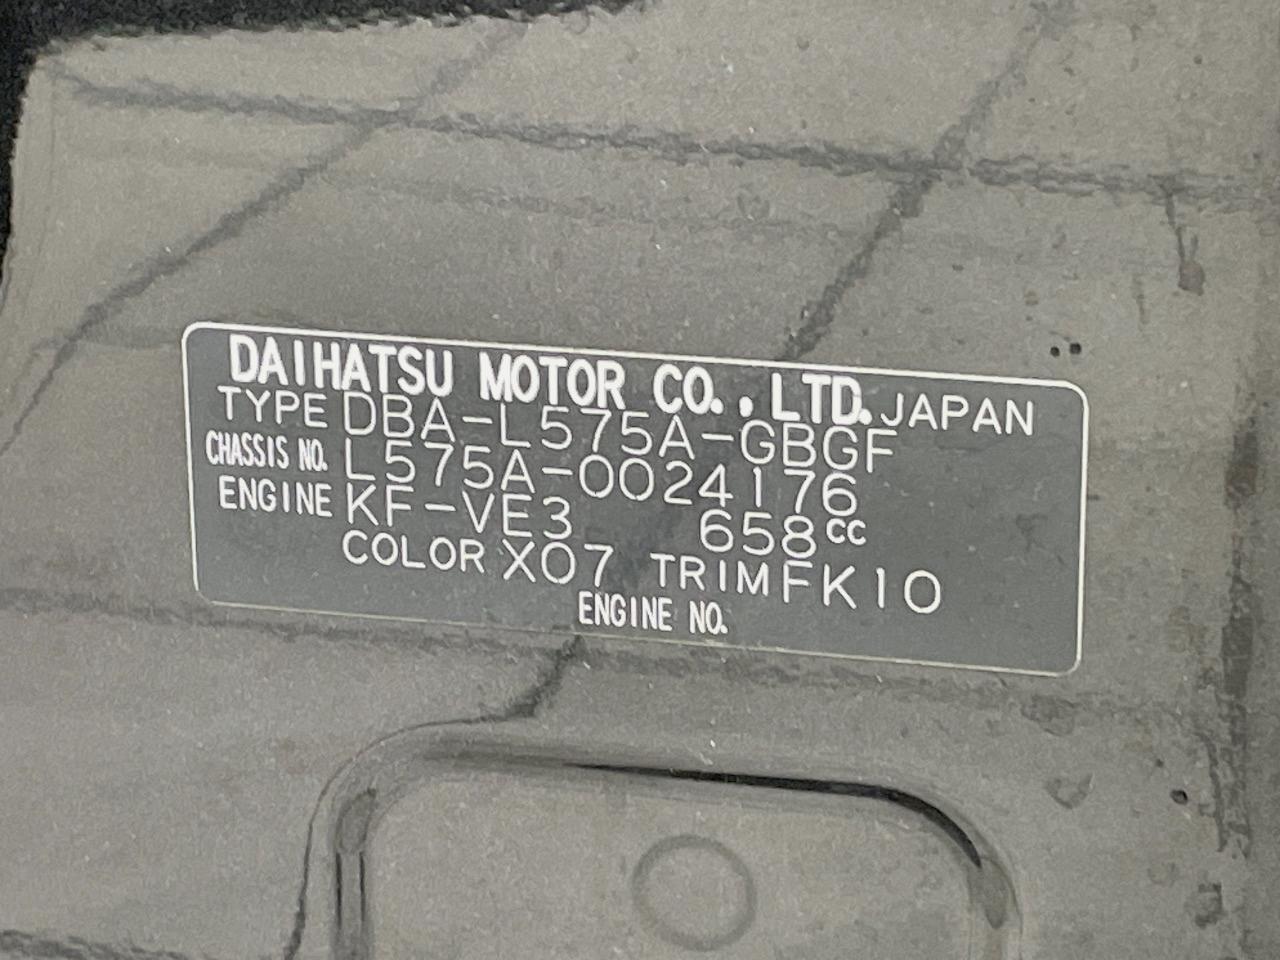 DAIHATSU MOTOR CO., LTD. JAPAN
TYPE DBA-L575A-GBGF
CHASSIS NO. L575A-0024176
ENGINE KF-VE3 658cc
COLOR X07 TRIM FK10
ENGINE NO.